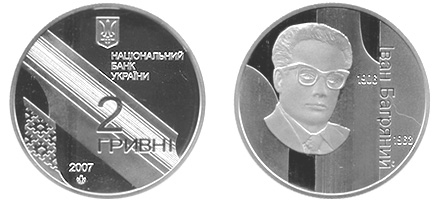 НАЦІОНАЛЬНИЙ
БАНК
УКРАЇНИ
2
ГРИВНІ
2007
Іван Багряний
1906
1963